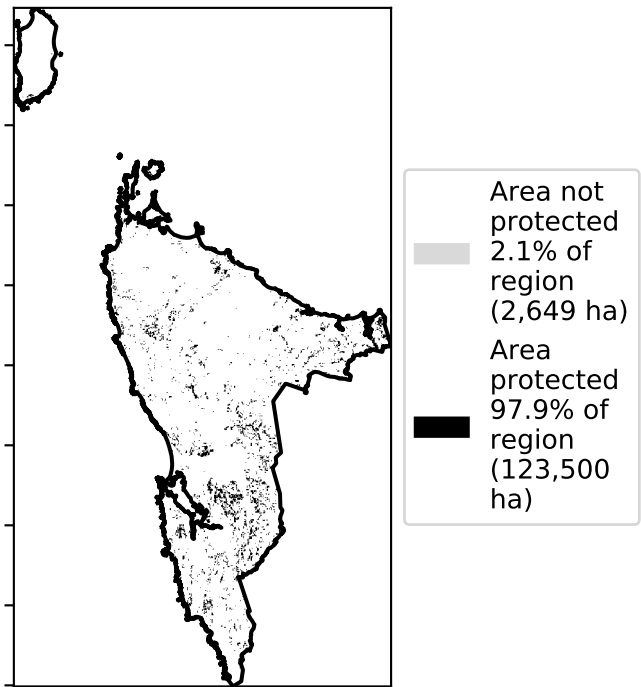 Area not
protected
2.1% of
region
(2,649 ha)
Area
protected
97.9% of
region
(123,500
ha)